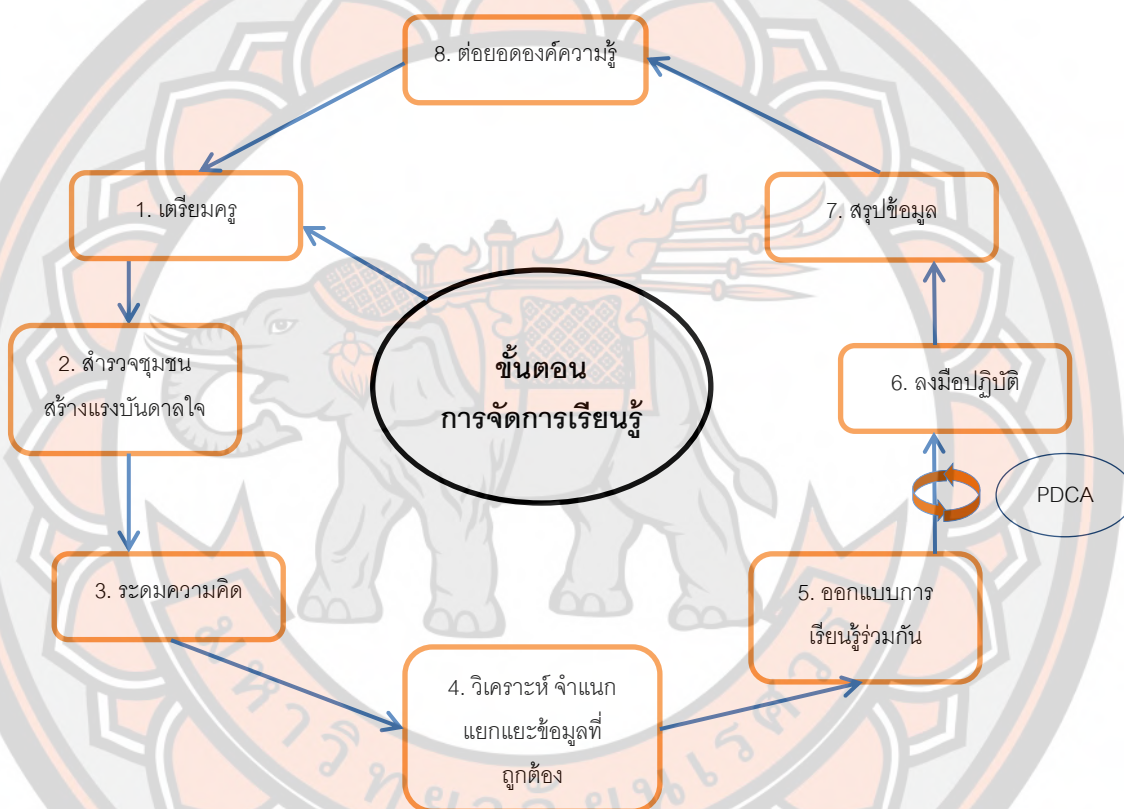 8. ต่อยอดองค์ความรู้
1. เตรียมครู
7. สรุปข้อมูล
2. สำรวจชุมชน
สร้างแรงบันดาลใจ
ขั้นตอน
การจัดการเรียนรู้
6. ลงมือปฏิบัติ
PDCA
3. ระดมความคิด
5. ออกแบบการ
เรียนรู้ร่วมกัน
4. วิเคราะห์ จำแนก
แยกแยะข้อมูลที่
ถูกต้อง